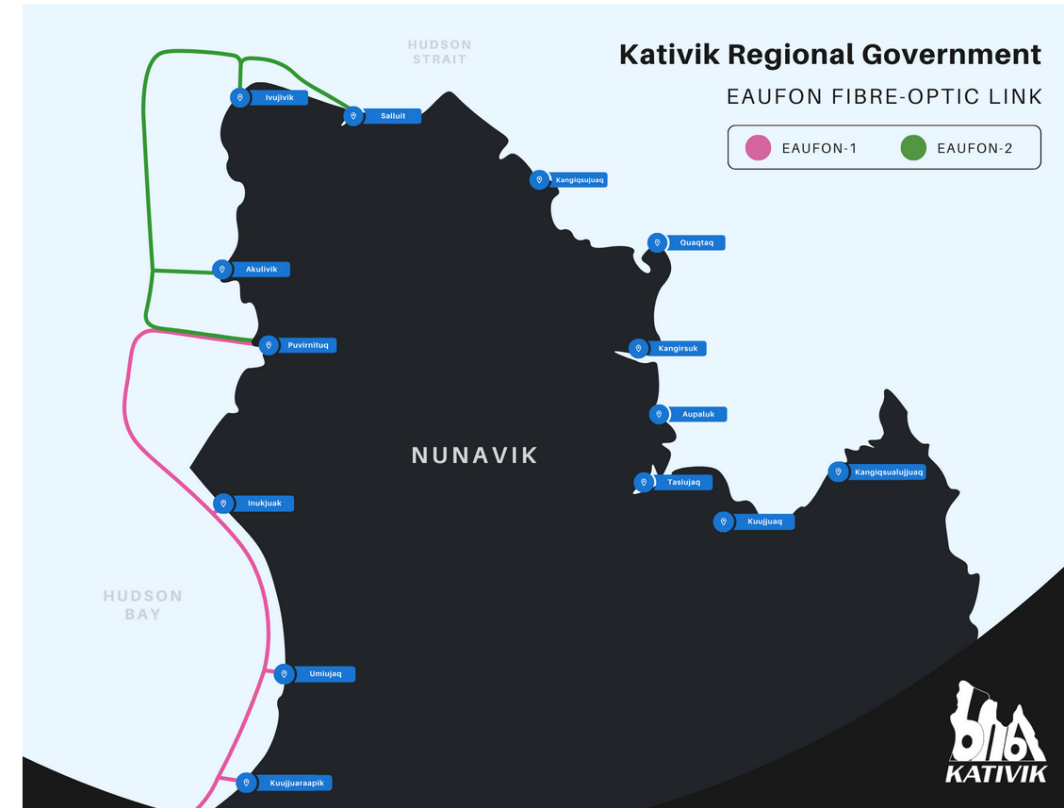 Kativik Regional Government
EAUFON FIBRE-OPTIC LINK
EAUFON-1
EAUFON-2
HUDSON
STRAIT
Ivujivik
Salluit
Kangiqsujuaq
Quaqtaq
Akulivik
Puvirnituq
Kangirsuk
Aupaluk
NUNAVIK
Kangiqsualujjuaq
Tasiujaq
Inukjuak
Kuujjuaq
HUDSON
BAY
Umiujaq
Kuujjuaraapik
ᑲᑎᕕᒃ
KATIVIK